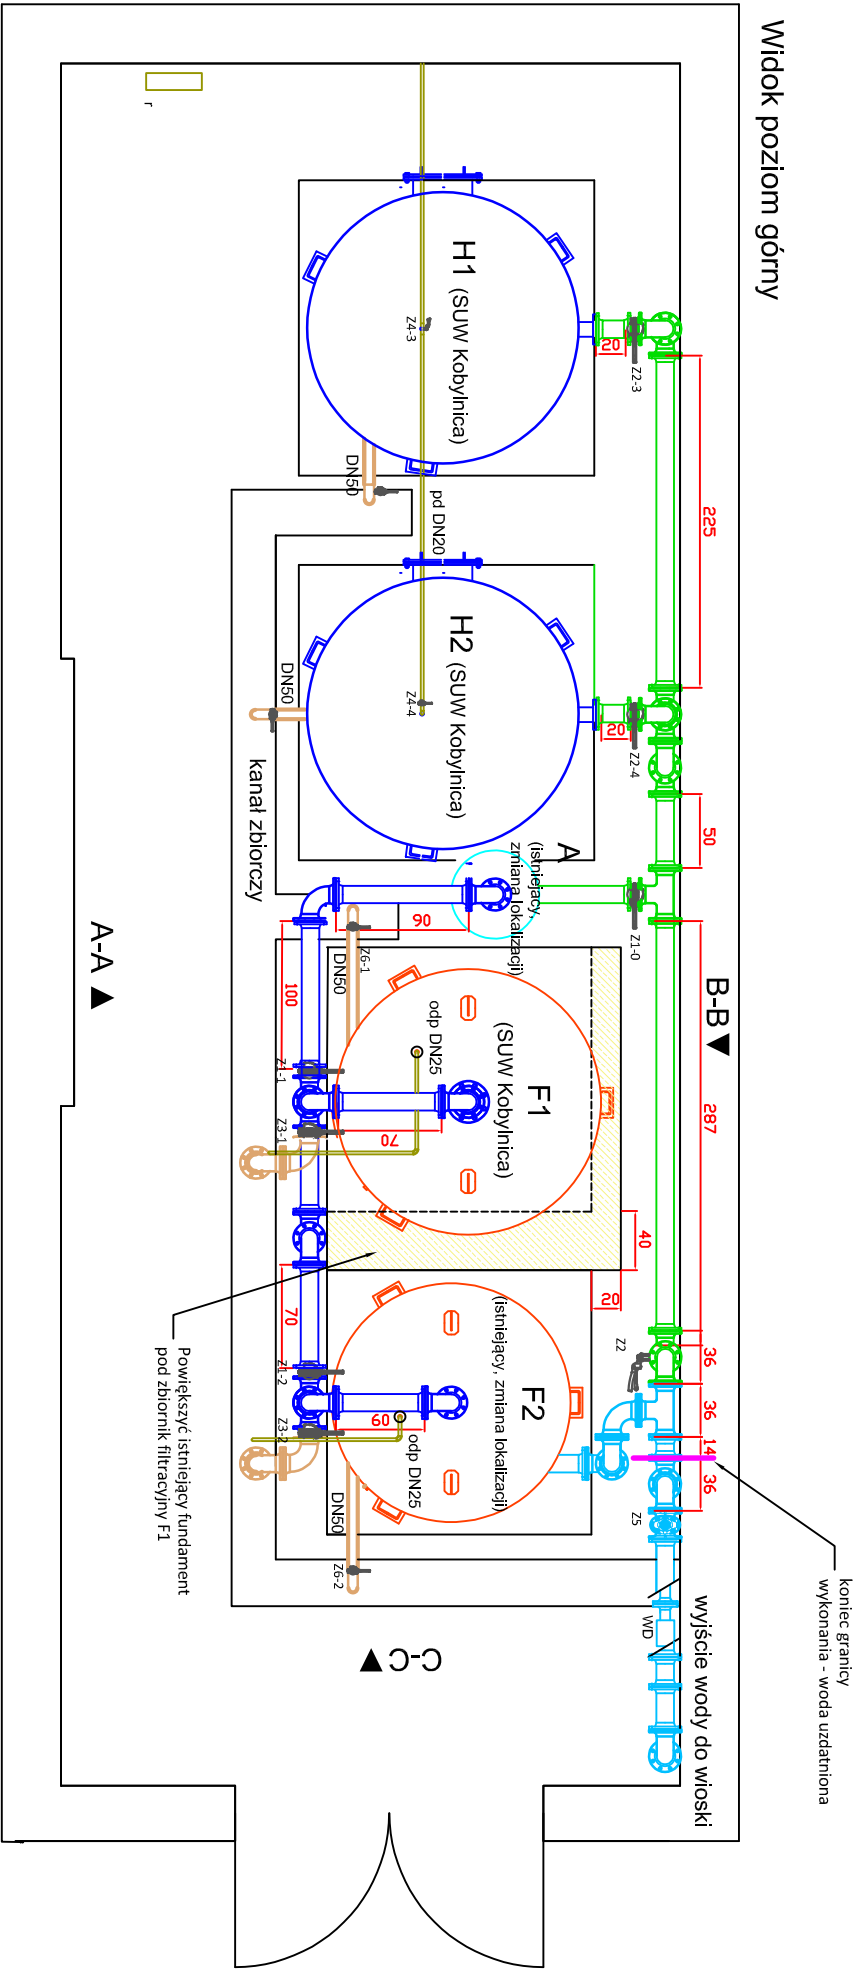 Widok poziom górny
r
H1 (SUW Kobylnica)
Z4-3
20
Z2-3
225
DN50
pd DN20
H2 (SUW Kobylnica)
Z4-4
20
Z2-4
DN50
kanał zbiorczy
50
A
(istniejący,
zmiana lokalizacji)
Z1-0
90
Z6-1
DN50
100
A-A
B-B
287
F1
(SUW Kobylnica)
odp DN25
Z1-1
Z3-1
70
40
20
70
Powiększyć istniejący fundament
pod zbiornik filtracyjny F1
F2
(istniejący, zmiana lokalizacji)
Z1-2
Z3-2
60
odp DN25
DN50
Z6-2
Z2
36
36
14
36
Z5
WD
koniec granicy
wykonania - woda uzdatniona
wyjście wody do wioski
C-C